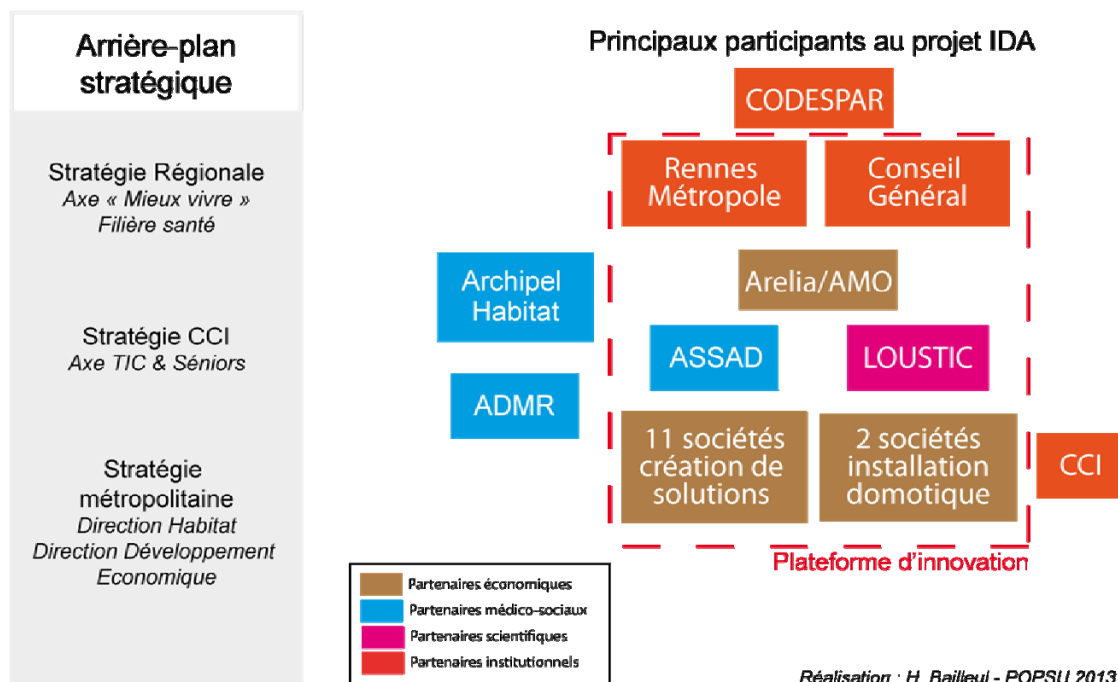 Arrière-plan
stratégique
Stratégie Régionale
Axe « Mieux vivre »
Filière santé
Stratégie CCI
Axe TIC & Séniors
Stratégie
métropolitaine
Direction Habitat
Direction Développement
Economique
Principaux participants au projet IDA
CODESPAR
Rennes
Métropole
Conseil
Général
Archipel
Habitat
Arelia/AMO
ASSAD
LOUSTIC
ADMR
11 sociétés
création de
solutions
2 sociétés
installation
domotique
CCI
Plateforme d'innovation
Partenaires économiques
Partenaires médico-sociaux
Partenaires scientifiques
Partenaires institutionnels
Réalisation : H. Bailleul - POPSU 2013